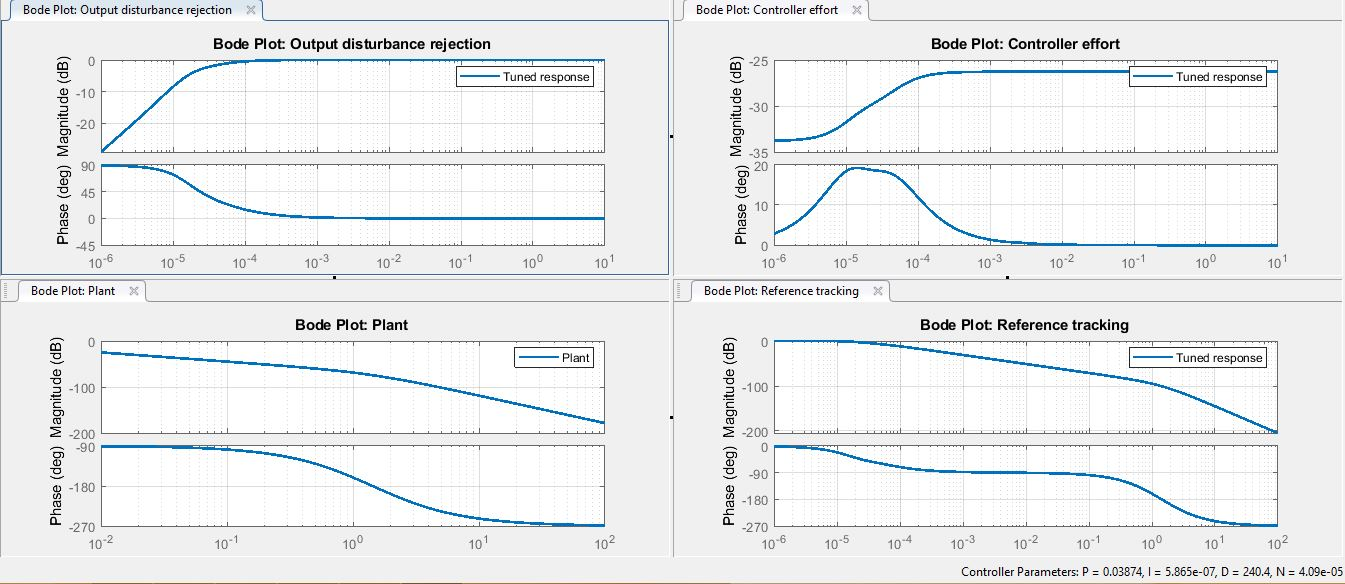 Bode Plot: Output disturbance rejection
Bode Plot: Output disturbance rejection
Magnitude (dB)
0
-10
-20
Tuned response
Phase (deg)
90
45
0
-45
10^-6 10^-5 10^-4 10^-3 10^-2 10^-1 10^0 10^1
Bode Plot: Controller effort
Bode Plot: Controller effort
Magnitude (dB)
-25
-30
-35
Tuned response
Phase (deg)
20
10
0
10^-6 10^-5 10^-4 10^-3 10^-2 10^-1 10^0 10^1
Bode Plot: Plant
Bode Plot: Plant
Magnitude (dB)
0
-100
-200
Plant
Phase (deg)
-90
-180
-270
10^-2 10^-1 10^0 10^1 10^2
Bode Plot: Reference tracking
Bode Plot: Reference tracking
Magnitude (dB)
0
-100
-200
Tuned response
Phase (deg)
0
-90
-180
-270
10^-6 10^-5 10^-4 10^-3 10^-2 10^-1 10^0 10^1 10^2
Controller Parameters: P = 0.03874, I = 5.865e-07, D = 240.4, N = 4.09e-05